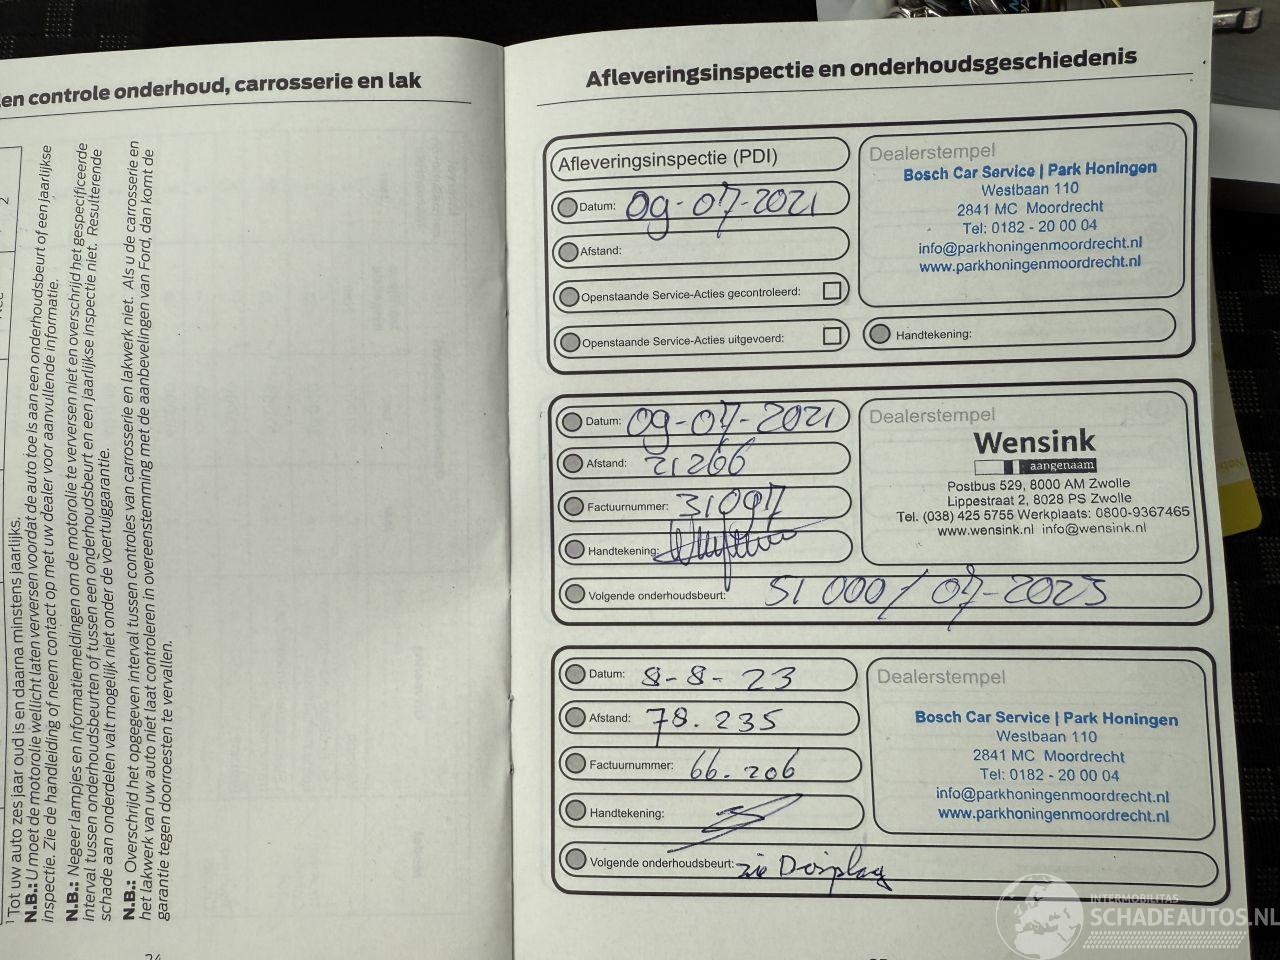 en controle onderhoud, carrosserie en lak
2
Tot uw auto zes jaar oud is en daarna minstens jaarlijks.
N.B.: U moet de motorolie wellicht laten verversen voordat de auto toe is aan een onderhoudsbeurt of een jaarlijkse
inspectie. Zie de handleiding of neem contact op met uw dealer voor aanvullende informatie.
N.B.: Negeer lampjes en informatiemeldingen om de motorolie te verversen niet en overschrijd het gespecificeerde
interval tussen onderhoudsbeurten of tussen een onderhoudsbeurt en een jaarlijkse inspectie niet. Resulterende
schade aan onderdelen valt mogelijk niet onder de voertuiggarantie.
N.B.: Overschrijd het opgegeven interval tussen controles van carrosserie en lakwerk niet. Als u de carrosserie en
het lakwerk van uw auto niet laat controleren in overeenstemming met de aanbevelingen van Ford, dan komt de
garantie tegen doorroesten te vervallen.
Afleveringsinspectie en onderhoudsgeschiedenis
Afleveringsinspectie (PDI)
Datum: 09-07-2021
Afstand:
Openstaande Service-Acties gecontroleerd:
Openstaande Service-Acties uitgevoerd:
Dealerstempel
Bosch Car Service | Park Honingen
Westbaan 110
2841 MC Moordrecht
Tel: 0182 - 20 00 04
info@parkhoningenmoordrecht.nl
www.parkhoningenmoordrecht.nl
Handtekening:
Datum: 09-07-2021
Afstand: 21266
Factuurnummer: 31097
Handtekening:
Dealerstempel
Wensink
aangenaam
Postbus 529, 8000 AM Zwolle
Lippestraat 2, 8028 PS Zwolle
Tel. (038) 425 5755 Werkplaats: 0800-9367465
www.wensink.nl info@wensink.nl
Volgende onderhoudsbeurt: 51 000 / 07-2023
Datum: 8-8-23
Afstand: 78.235
Factuurnummer: 66.206
Handtekening:
Dealerstempel
Bosch Car Service | Park Honingen
Westbaan 110
2841 MC Moordrecht
Tel: 0182 - 20 00 04
info@parkhoningenmoordrecht.nl
www.parkhoningenmoordrecht.nl
Volgende onderhoudsbeurt: zie Display
INTERMOBILITAS
SCHADEAUTOS.NL